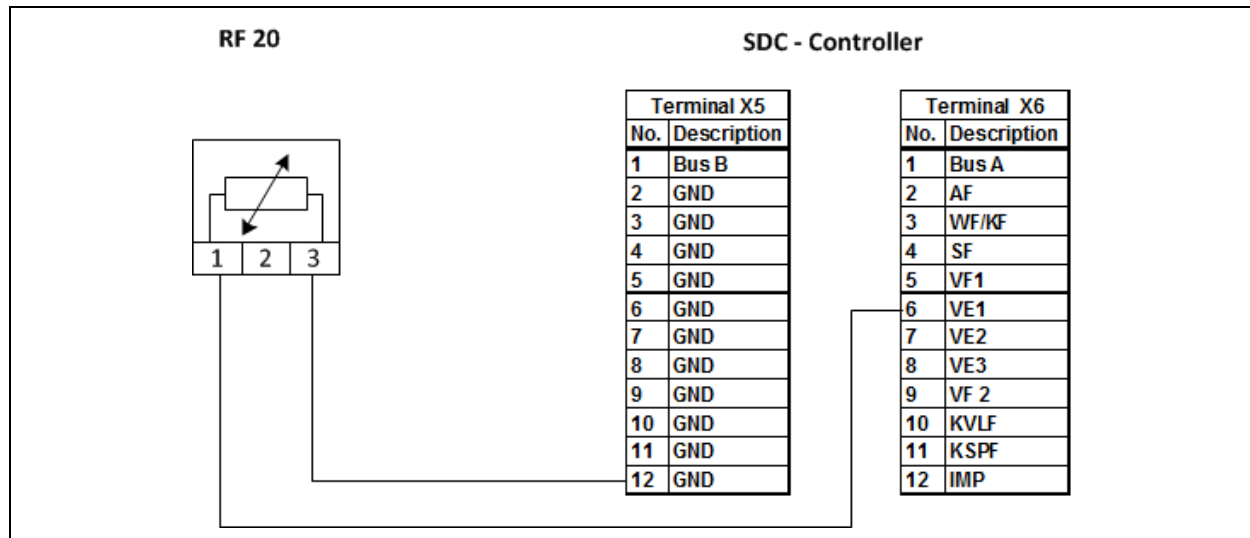 RF 20
SDC - Controller
1 2 3
Terminal X5
No. Description
1 Bus B
2 GND
3 GND
4 GND
5 GND
6 GND
7 GND
8 GND
9 GND
10 GND
11 GND
12 GND
Terminal X6
No. Description
1 Bus A
2 AF
3 WF/KF
4 SF
5 VF1
6 VE1
7 VE2
8 VE3
9 VF 2
10 KVLF
11 KSPF
12 IMP